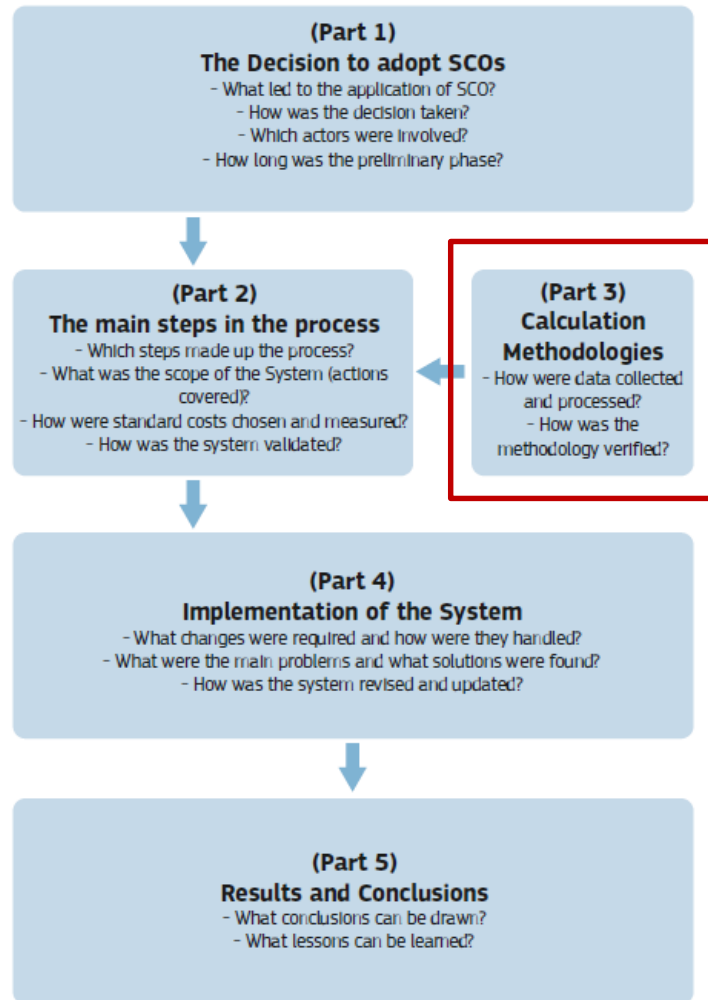 (Part 1)
The Decision to adopt SCOs
- What led to the application of SCO?
- How was the decision taken?
- Which actors were involved?
- How long was the preliminary phase?
(Part 2)
The main steps in the process
- Which steps made up the process?
- What was the scope of the System (actions
covered)?
- How were standard costs chosen and measured?
- How was the system validated?
(Part 3)
Calculation
Methodologies
- How were data collected
and processed?
- How was the
methodology verified?
(Part 4)
Implementation of the System
- What changes were required and how were they handled?
- What were the main problems and what solutions were found?
- How was the system revised and updated?
(Part 5)
Results and Conclusions
- What conclusions can be drawn?
- What lessons can be learned?